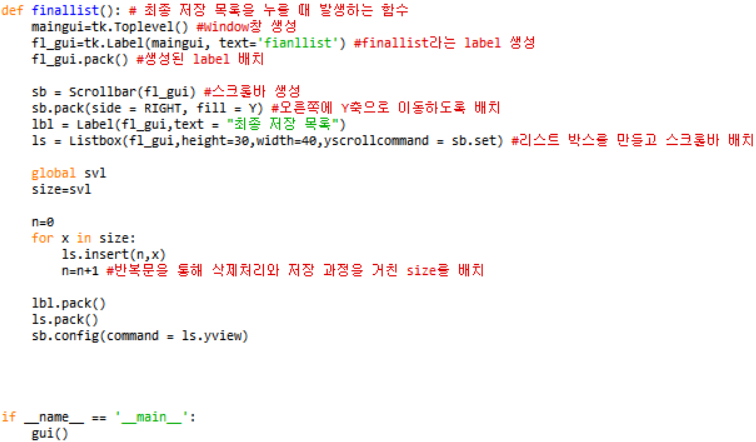 def finallist(): # 최종 저장 목록을 누를 때 발생하는 함수
    maingui=tk.Toplevel() #Window창 생성
    fl_gui=tk.Label(maingui, text='fianllist') #finallist라는 label 생성
    fl_gui.pack() #생성된 label 배치

    sb = Scrollbar(fl_gui) #스크롤바 생성
    sb.pack(side = RIGHT, fill = Y) #오른쪽에 Y축으로 이동하도록 배치
    lbl = Label(fl_gui,text = "최종 저장 목록")
    ls = Listbox(fl_gui,height=30,width=40,yscrollcommand = sb.set) #리스트 박스를 만들고 스크롤바 배치

    global svl
    size=svl

    n=0
    for x in size:
        ls.insert(n,x)
        n=n+1 #반복문을 통해 삭제처리와 저장 과정을 거친 size를 배치

    lbl.pack()
    ls.pack()
    sb.config(command = ls.yview)

if __name__ == '__main__':
    gui()